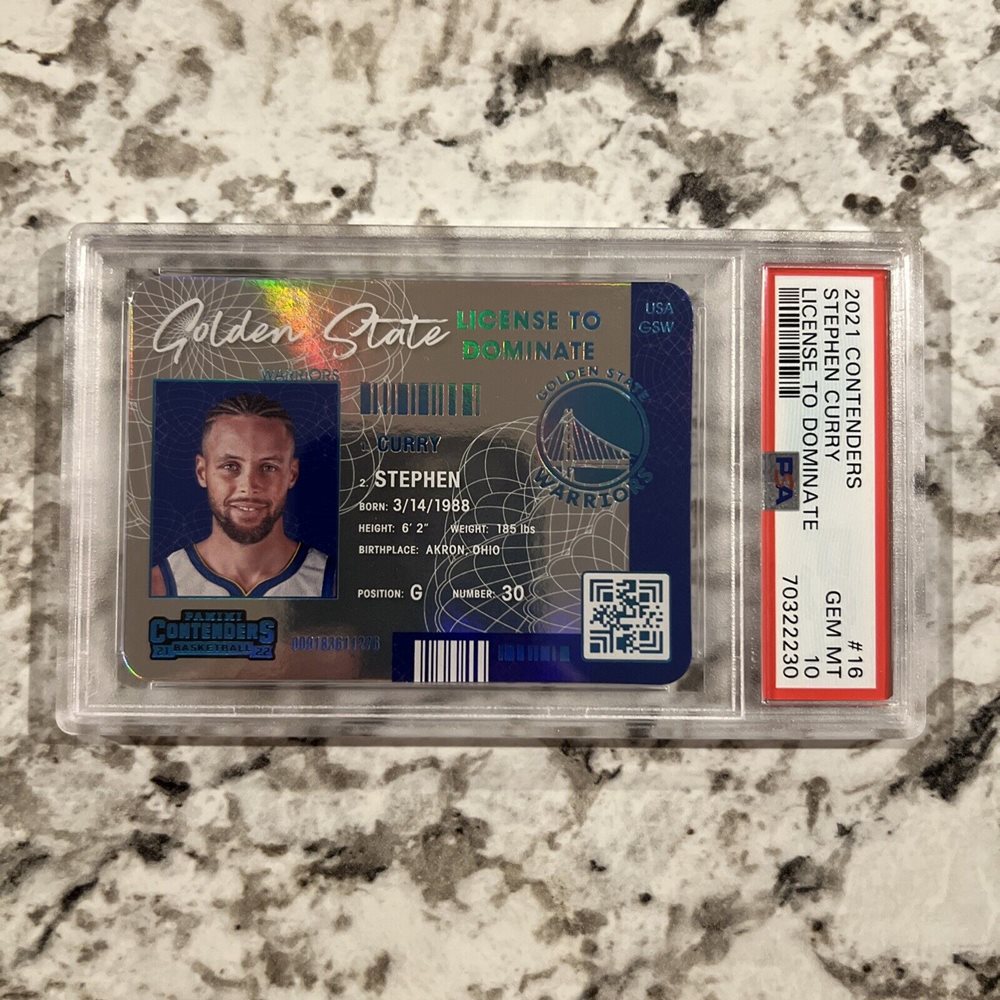 Golden State
WARRIORS
LICENSE TO
DOMINATE
USA
GSW
GOLDEN STATE
WARRIORS
1. CURRY
2. STEPHEN
BORN: 3/14/1988
HEIGHT: 6' 2" WEIGHT: 185 lbs
BIRTHPLACE: AKRON, OHIO
POSITION: G NUMBER: 30
PANINI
CONTENDERS
21 BASKETBALL 22
2021 CONTENDERS #16
STEPHEN CURRY GEM MT
LICENSE TO DOMINATE 10
70322230
PSA